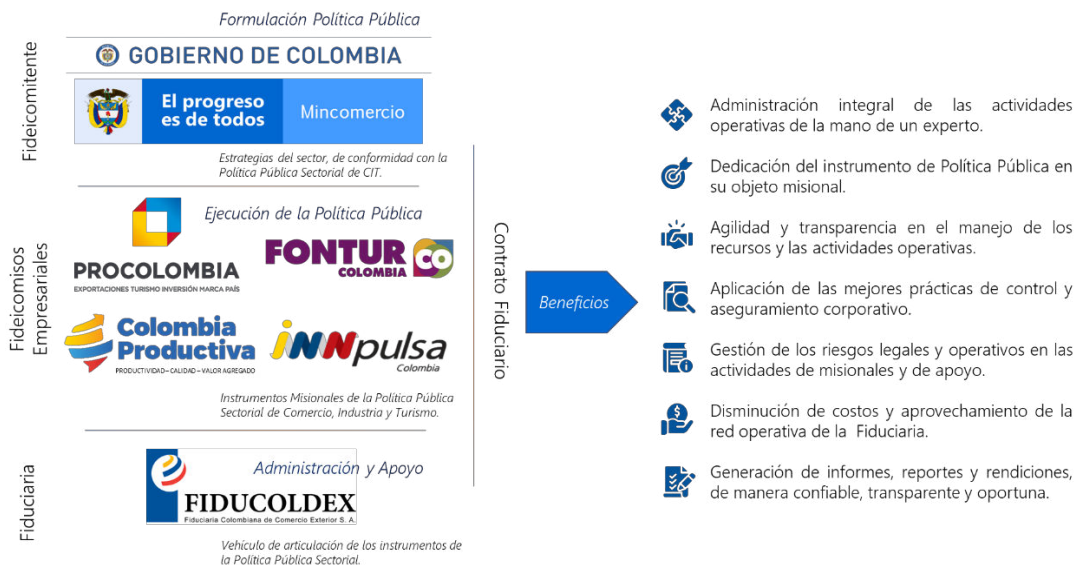 Formulación Política Pública
Fideicomitente
GOBIERNO DE COLOMBIA
El progreso
es de todos
Mincomercio
Estrategias del sector, de conformidad con la
Política Pública Sectorial de CIT.
Fideicomisos
Empresariales
Ejecución de la Política Pública
PROCOLOMBIA
EXPORTACIONES TURISMO INVERSIÓN MARCA PAÍS
FONTUR
COLOMBIA
CO
Colombia
Productiva
PRODUCTIVIDAD–CALIDAD–VALOR AGREGADO
iNNpulsa
Colombia
Instrumentos Misionales de la Política Pública
Sectorial de Comercio, Industria y Turismo.
Fiduciaria
Administración y Apoyo
FIDUCOLDEX
Fiduciaria Colombiana de Comercio Exterior S. A.
Vehículo de articulación de los instrumentos de
la Política Pública Sectorial.
Contrato Fiduciario
Beneficios
Administración integral de las actividades
operativas de la mano de un experto.
Dedicación del instrumento de Política Pública en
su objeto misional.
Agilidad y transparencia en el manejo de los
recursos y las actividades operativas.
Aplicación de las mejores prácticas de control y
aseguramiento corporativo.
Gestión de los riesgos legales y operativos en las
actividades de misionales y de apoyo.
Disminución de costos y aprovechamiento de la
red operativa de la Fiduciaria.
Generación de informes, reportes y rendiciones,
de manera confiable, transparente y oportuna.